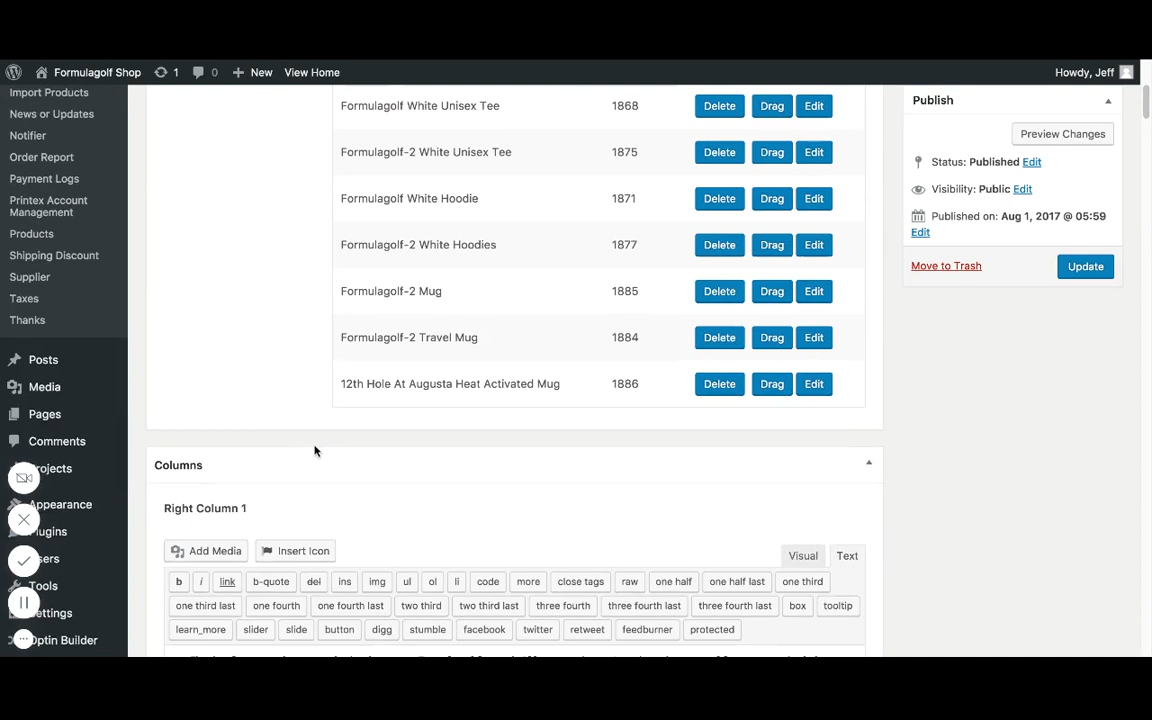 Formulagolf Shop
1
0
New
View Home
Howdy, Jeff
Import Products
News or Updates
Notifier
Order Report
Payment Logs
Printex Account
Management
Products
Shipping Discount
Supplier
Taxes
Thanks
Posts
Media
Pages
Comments
rojects
Appearance
lugins
sers
Tools
ettings
Optin Builder
Formulagolf White Unisex Tee 1868 Delete Drag Edit
Formulagolf-2 White Unisex Tee 1875 Delete Drag Edit
Formulagolf White Hoodie 1871 Delete Drag Edit
Formulagolf-2 White Hoodies 1877 Delete Drag Edit
Formulagolf-2 Mug 1885 Delete Drag Edit
Formulagolf-2 Travel Mug 1884 Delete Drag Edit
12th Hole At Augusta Heat Activated Mug 1886 Delete Drag Edit
Columns
Right Column 1
Add Media Insert Icon
Visual Text
b i link b-quote del ins img ul ol li code more close tags raw one half one half last one third
one third last one fourth one fourth last two third two third last three fourth three fourth last three fourth last box tooltip
learn_more slider slide button digg stumble facebook twitter retweet feedburner protected
Publish
Preview Changes
Status: Published Edit
Visibility: Public Edit
Published on: Aug 1, 2017 @ 05:59
Edit
Move to Trash Update